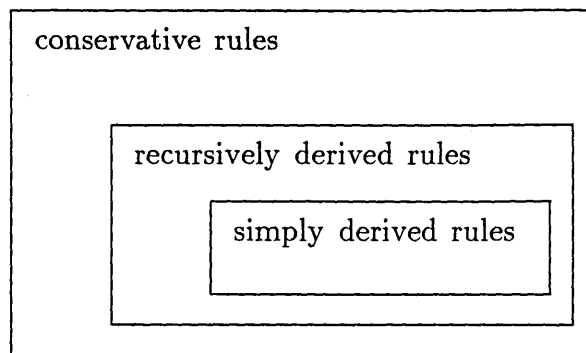 conservative rules
recursively derived rules
simply derived rules